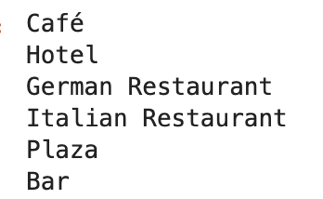 Café
Hotel
German Restaurant
Italian Restaurant
Plaza
Bar